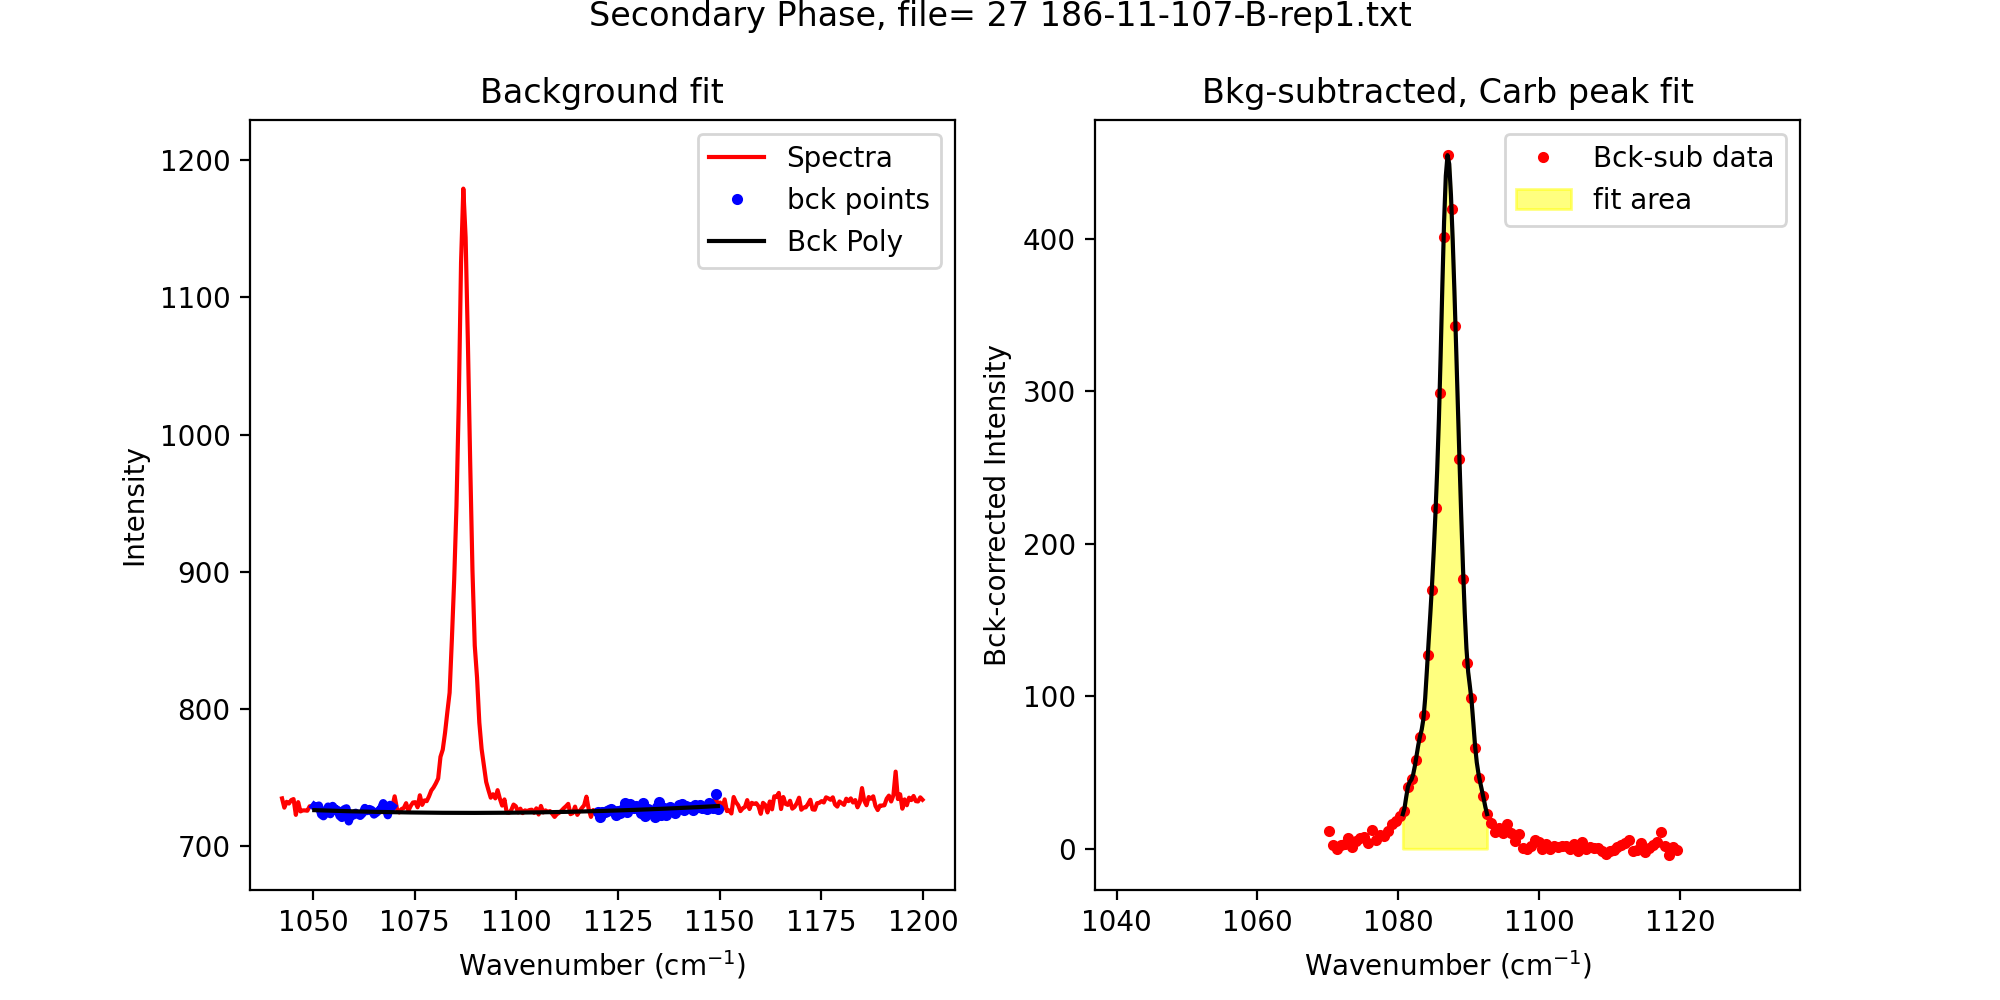 Secondary Phase, file= 27 186-11-107-B-rep1.txt
Background fit
Spectra
bck points
Bck Poly
1200
1100
1000
900
800
700
Intensity
1050 1075 1100 1125 1150 1175 1200
Wavenumber (cm⁻¹)
Bkg-subtracted, Carb peak fit
Bck-sub data
fit area
400
300
200
100
0
Bck-corrected Intensity
1040 1060 1080 1100 1120
Wavenumber (cm⁻¹)